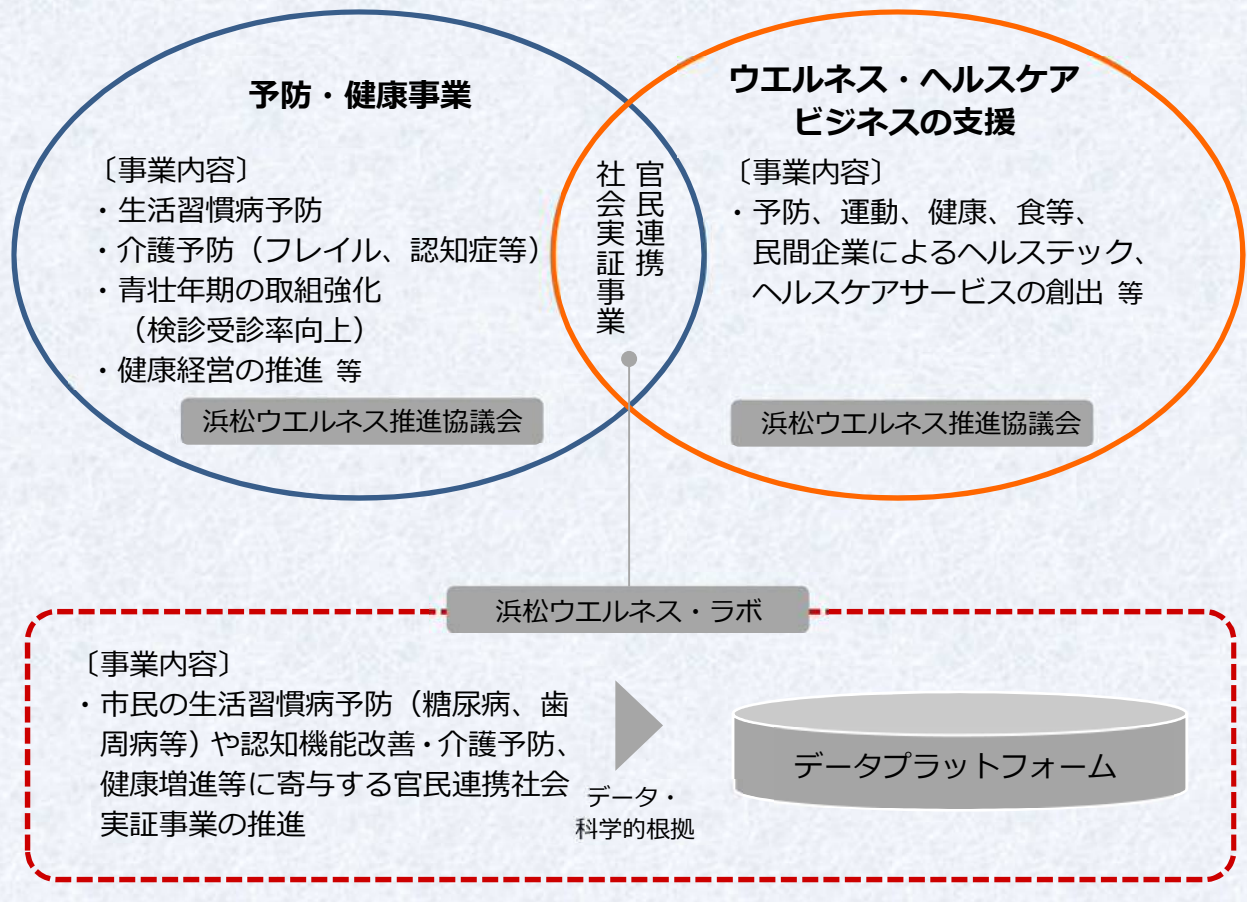 予防・健康事業
〔事業内容〕
・生活習慣病予防
・介護予防（フレイル、認知症等）
・青壮年期の取組強化
（検診受診率向上）
・健康経営の推進 等
浜松ウエルネス推進協議会
官民連携
社会実証事業
ウエルネス・ヘルスケア
ビジネスの支援
〔事業内容〕
・予防、運動、健康、食等、
民間企業によるヘルステック、
ヘルスケアサービスの創出 等
浜松ウエルネス推進協議会
浜松ウエルネス・ラボ
〔事業内容〕
・市民の生活習慣病予防（糖尿病、歯
周病等）や認知機能改善・介護予防、
健康増進等に寄与する官民連携社会
実証事業の推進
データ・
科学的根拠
データプラットフォーム